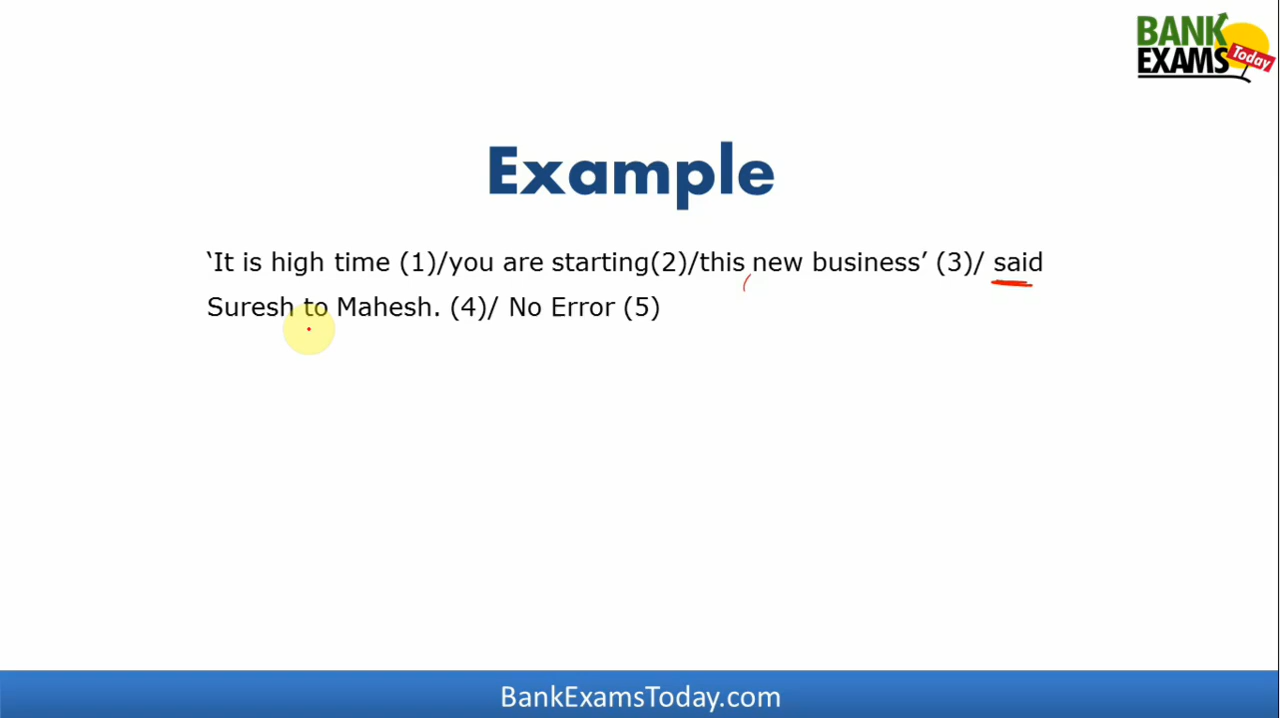 BANK
EXAMS
Today
Example
‘It is high time (1)/you are starting(2)/this new business’ (3)/ said
Suresh to Mahesh. (4)/ No Error (5)
BankExamsToday.com